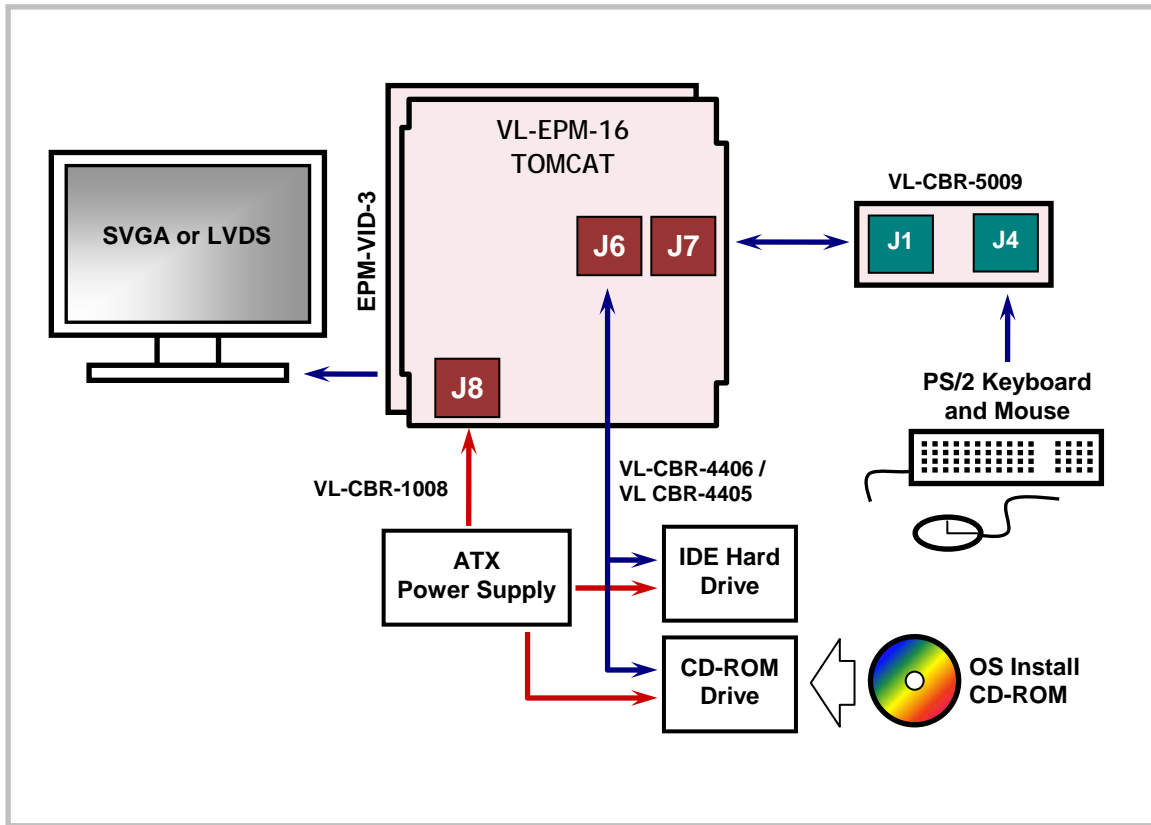 VL-EPM-16
TOMCAT
EPM-VID-3
SVGA or LVDS
J6
J7
J8
VL-CBR-5009
J1
J4
PS/2 Keyboard
and Mouse
VL-CBR-1008
VL-CBR-4406 /
VL CBR-4405
ATX
Power Supply
IDE Hard
Drive
CD-ROM
Drive
OS Install
CD-ROM